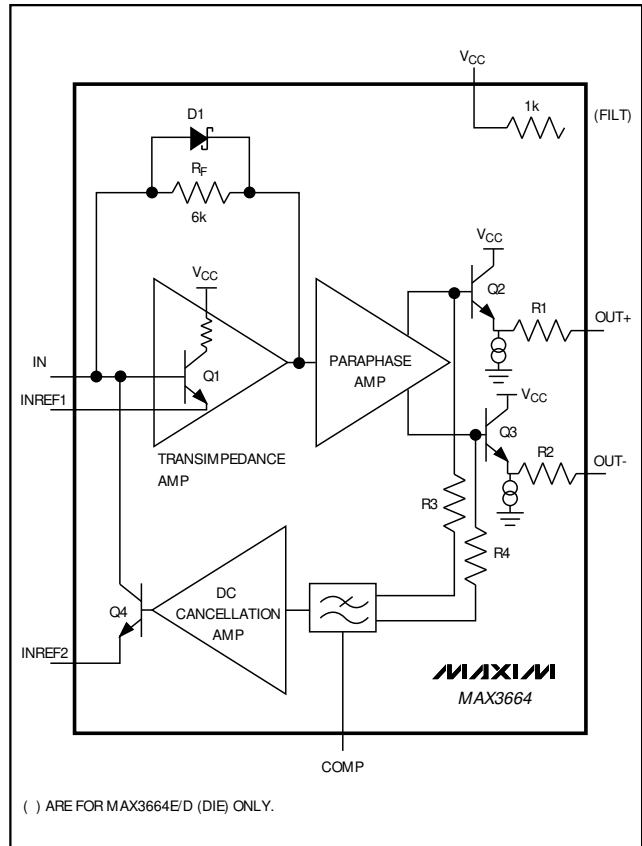 VCC
1k
(FILT)
D1
RF
6k
VCC
Q2
R1
OUT+
VCC
PARAPHASE
AMP
IN
Q1
INREF1
TRANSIMPEDANCE
AMP
VCC
Q3
R2
OUT-
R3
R4
DC
CANCELLATION
AMP
Q4
INREF2
MAXIM
MAX3664
COMP
( ) ARE FOR MAX3664E/D (DIE) ONLY.